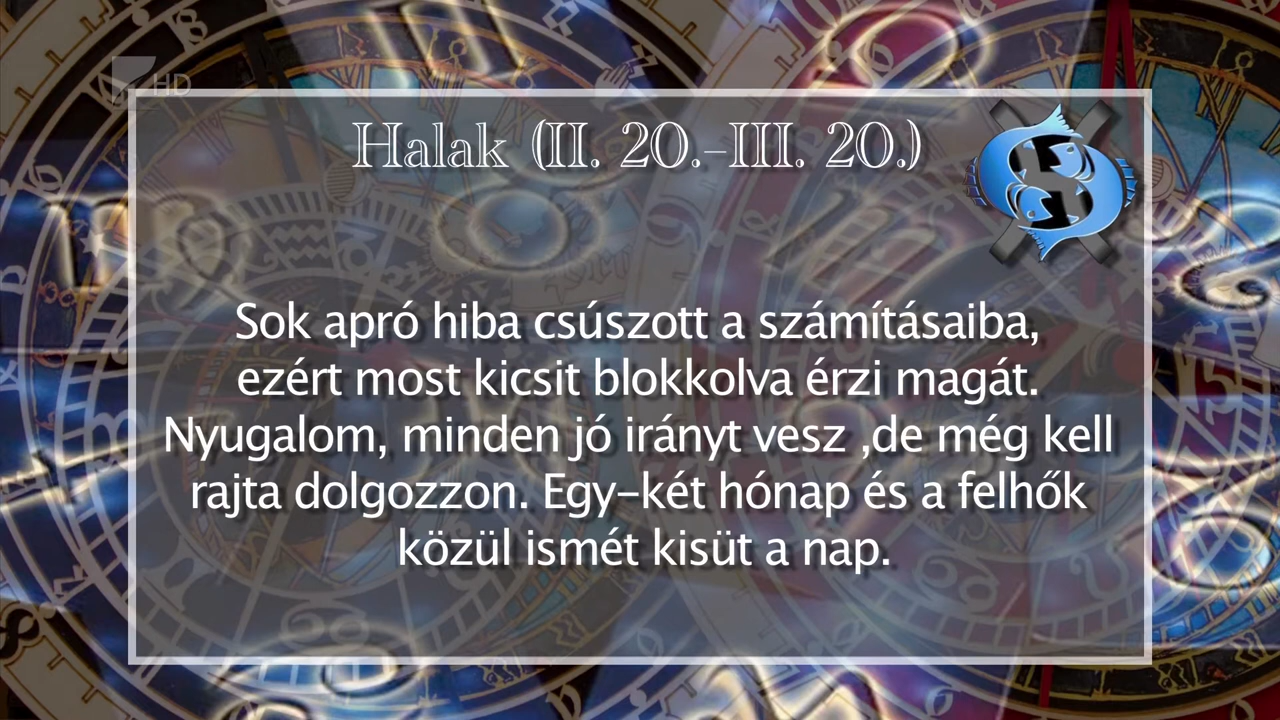 HD
Halak (II. 20.-III. 20.)
Sok apró hiba csúszott a számításaiba,
ezért most kicsit blokkolva érzi magát.
Nyugalom, minden jó irányt vesz ,de még kell
rajta dolgozzon. Egy-két hónap és a felhők
közül ismét kisüt a nap.